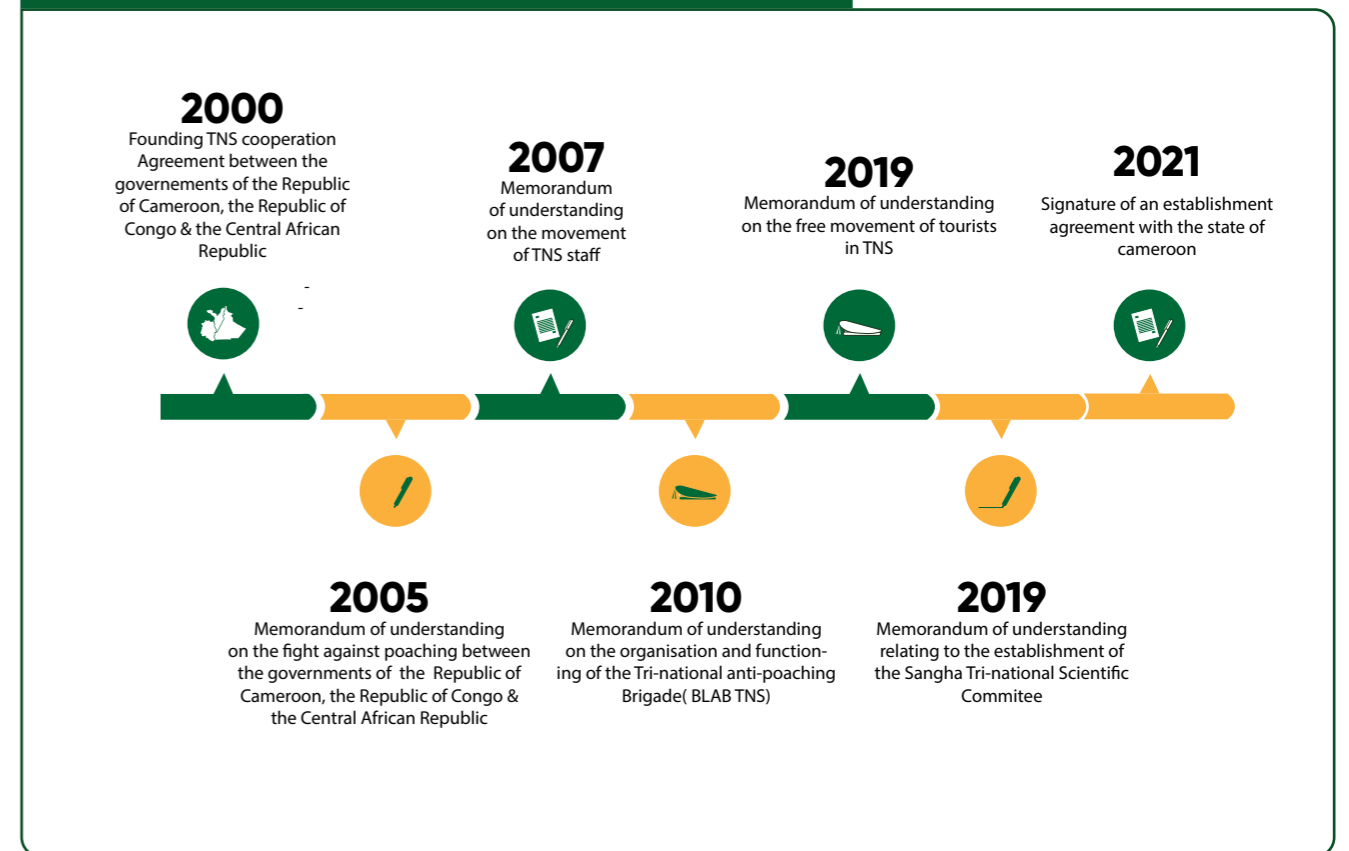 2000
Founding TNS cooperation
Agreement between the
governements of the Republic
of Cameroon, the Republic of
Congo & the Central African
Republic
-
-
2007
Memorandum
of understanding
on the movement
of TNS staff
2019
Memorandum of understanding
on the free movement of tourists
in TNS
2021
Signature of an establishment
agreement with the state of
cameroon
2005
Memorandum of understanding
on the fight against poaching between
the governments of the Republic of
Cameroon, the Republic of Congo &
the Central African Republic
2010
Memorandum of understanding
on the organisation and function-
ing of the Tri-national anti-poaching
Brigade( BLAB TNS)
2019
Memorandum of understanding
relating to the establishment of
the Sangha Tri-national Scientific
Commitee